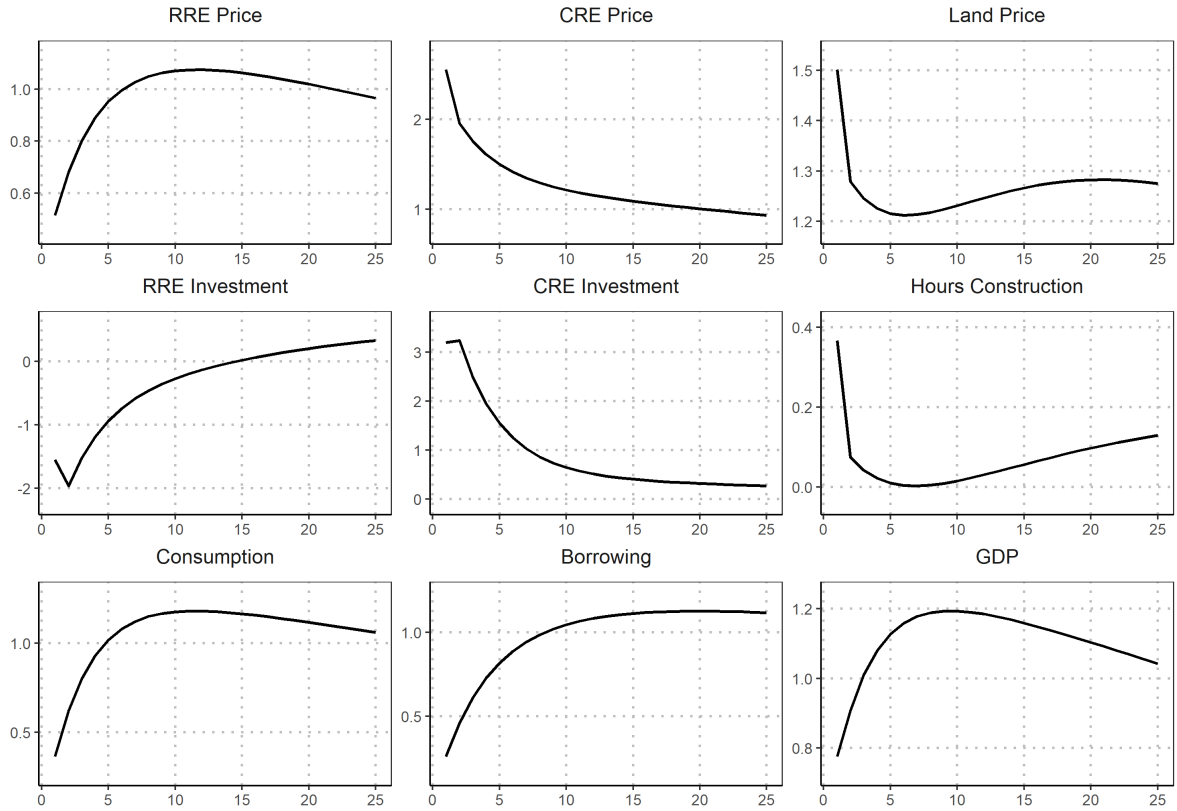 RRE Price CRE Price Land Price
1.0 0.8 0.6 2 1 1.5 1.4 1.3 1.2
0 5 10 15 20 25 0 5 10 15 20 25 0 5 10 15 20 25
RRE Investment CRE Investment Hours Construction
0 -1 -2 3 2 1 0 0.4 0.2 0.0
0 5 10 15 20 25 0 5 10 15 20 25 0 5 10 15 20 25
Consumption Borrowing GDP
1.0 0.5 1.0 0.5 1.2 1.0 0.8
0 5 10 15 20 25 0 5 10 15 20 25 0 5 10 15 20 25